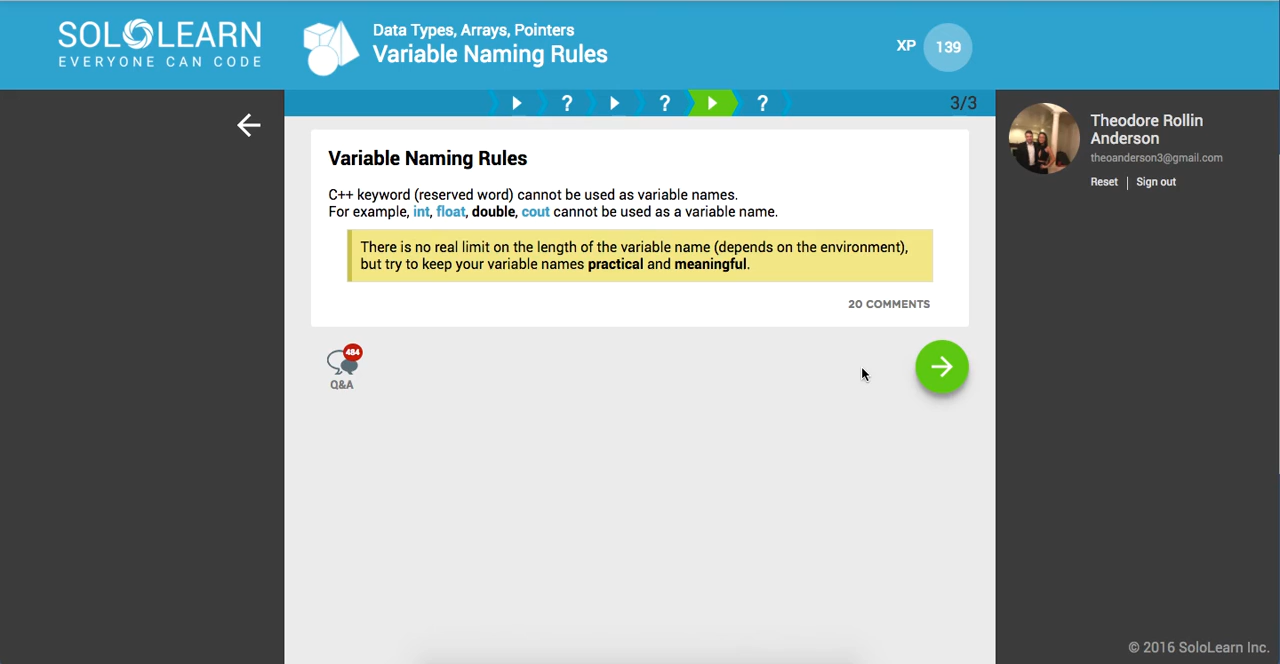 SOLOLEARN
EVERYONE CAN CODE
Data Types, Arrays, Pointers
Variable Naming Rules
XP 139
? ? ? 3/3
Theodore Rollin
Anderson
theoanderson3@gmail.com
Reset | Sign out
Variable Naming Rules
C++ keyword (reserved word) cannot be used as variable names.
For example, int, float, double, cout cannot be used as a variable name.
There is no real limit on the length of the variable name (depends on the environment),
but try to keep your variable names practical and meaningful.
20 COMMENTS
484
Q&A
© 2016 SoloLearn Inc.